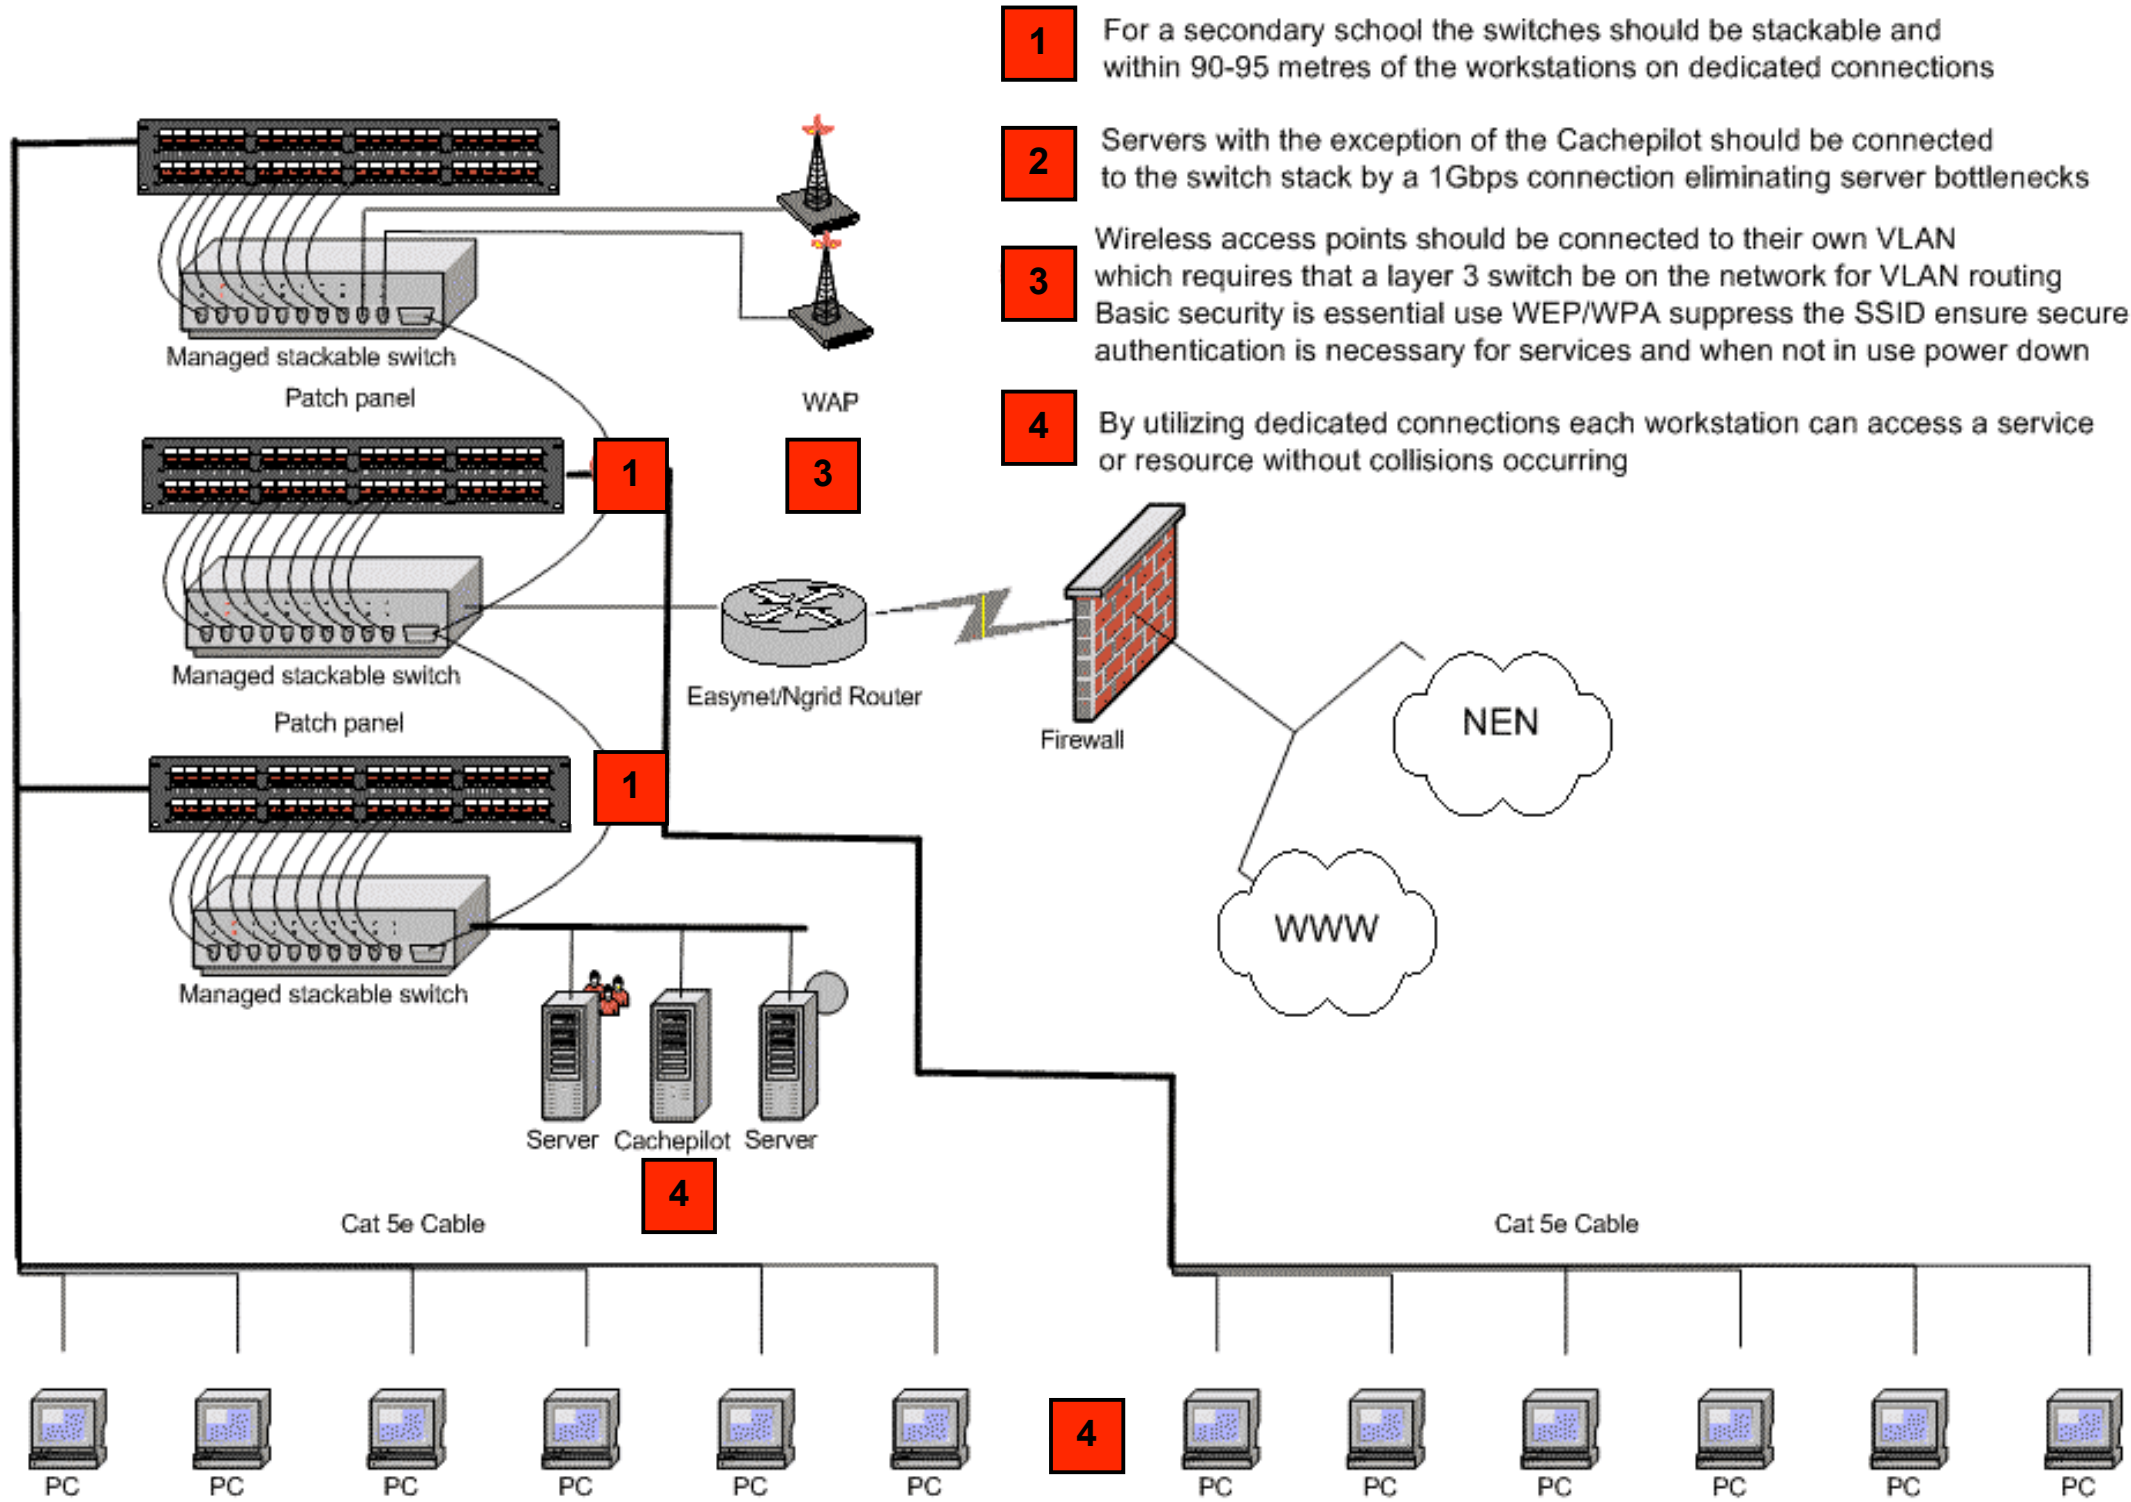 1
For a secondary school the switches should be stackable and
within 90-95 metres of the workstations on dedicated connections
2
Servers with the exception of the Cachepilot should be connected
to the switch stack by a 1Gbps connection eliminating server bottlenecks
3
Wireless access points should be connected to their own VLAN
which requires that a layer 3 switch be on the network for VLAN routing
Basic security is essential use WEP/WPA suppress the SSID ensure secure
authentication is necessary for services and when not in use power down
4
By utilizing dedicated connections each workstation can access a service
or resource without collisions occurring
Managed stackable switch
Patch panel
WAP
1
3
Managed stackable switch
Patch panel
Easynet/Ngrid Router
Firewall
NEN
1
WWW
Managed stackable switch
Server
Cachepilot
Server
4
Cat 5e Cable
Cat 5e Cable
4
PC
PC
PC
PC
PC
PC
PC
PC
PC
PC
PC
PC